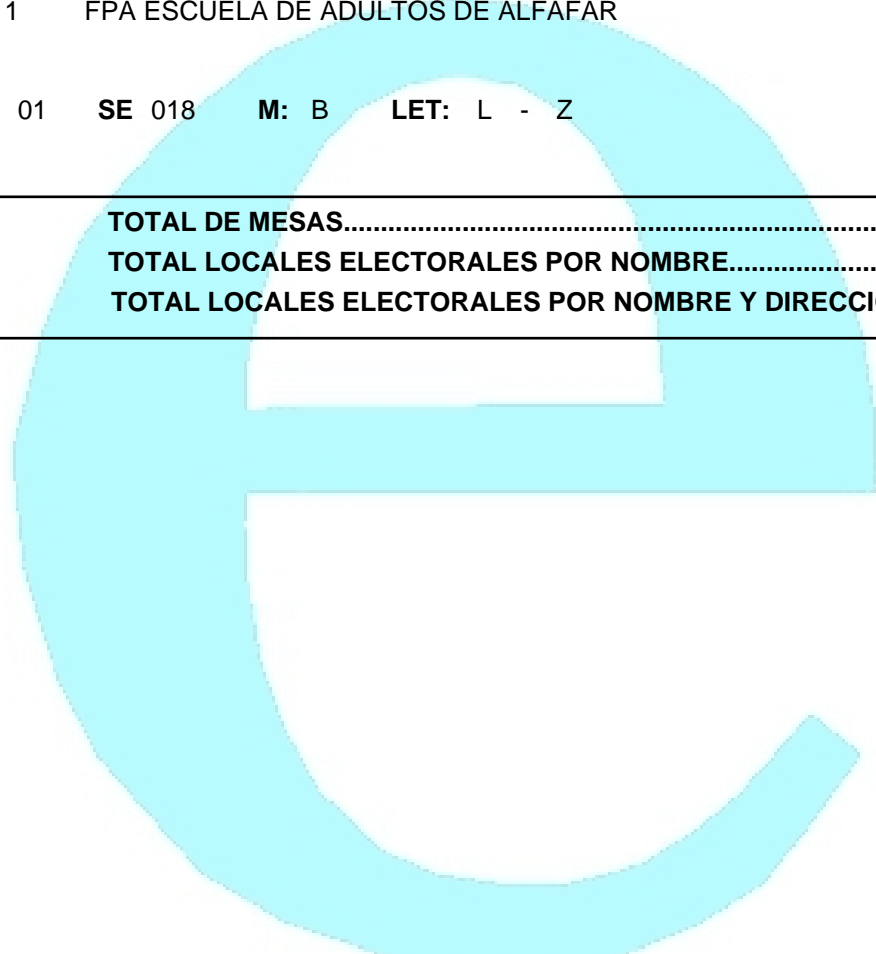 1 FPA ESCUELA DE ADULTOS DE ALFAFAR
01 SE 018 M: B LET: L - Z
TOTAL DE MESAS.........................................................................
TOTAL LOCALES ELECTORALES POR NOMBRE....................
TOTAL LOCALES ELECTORALES POR NOMBRE Y